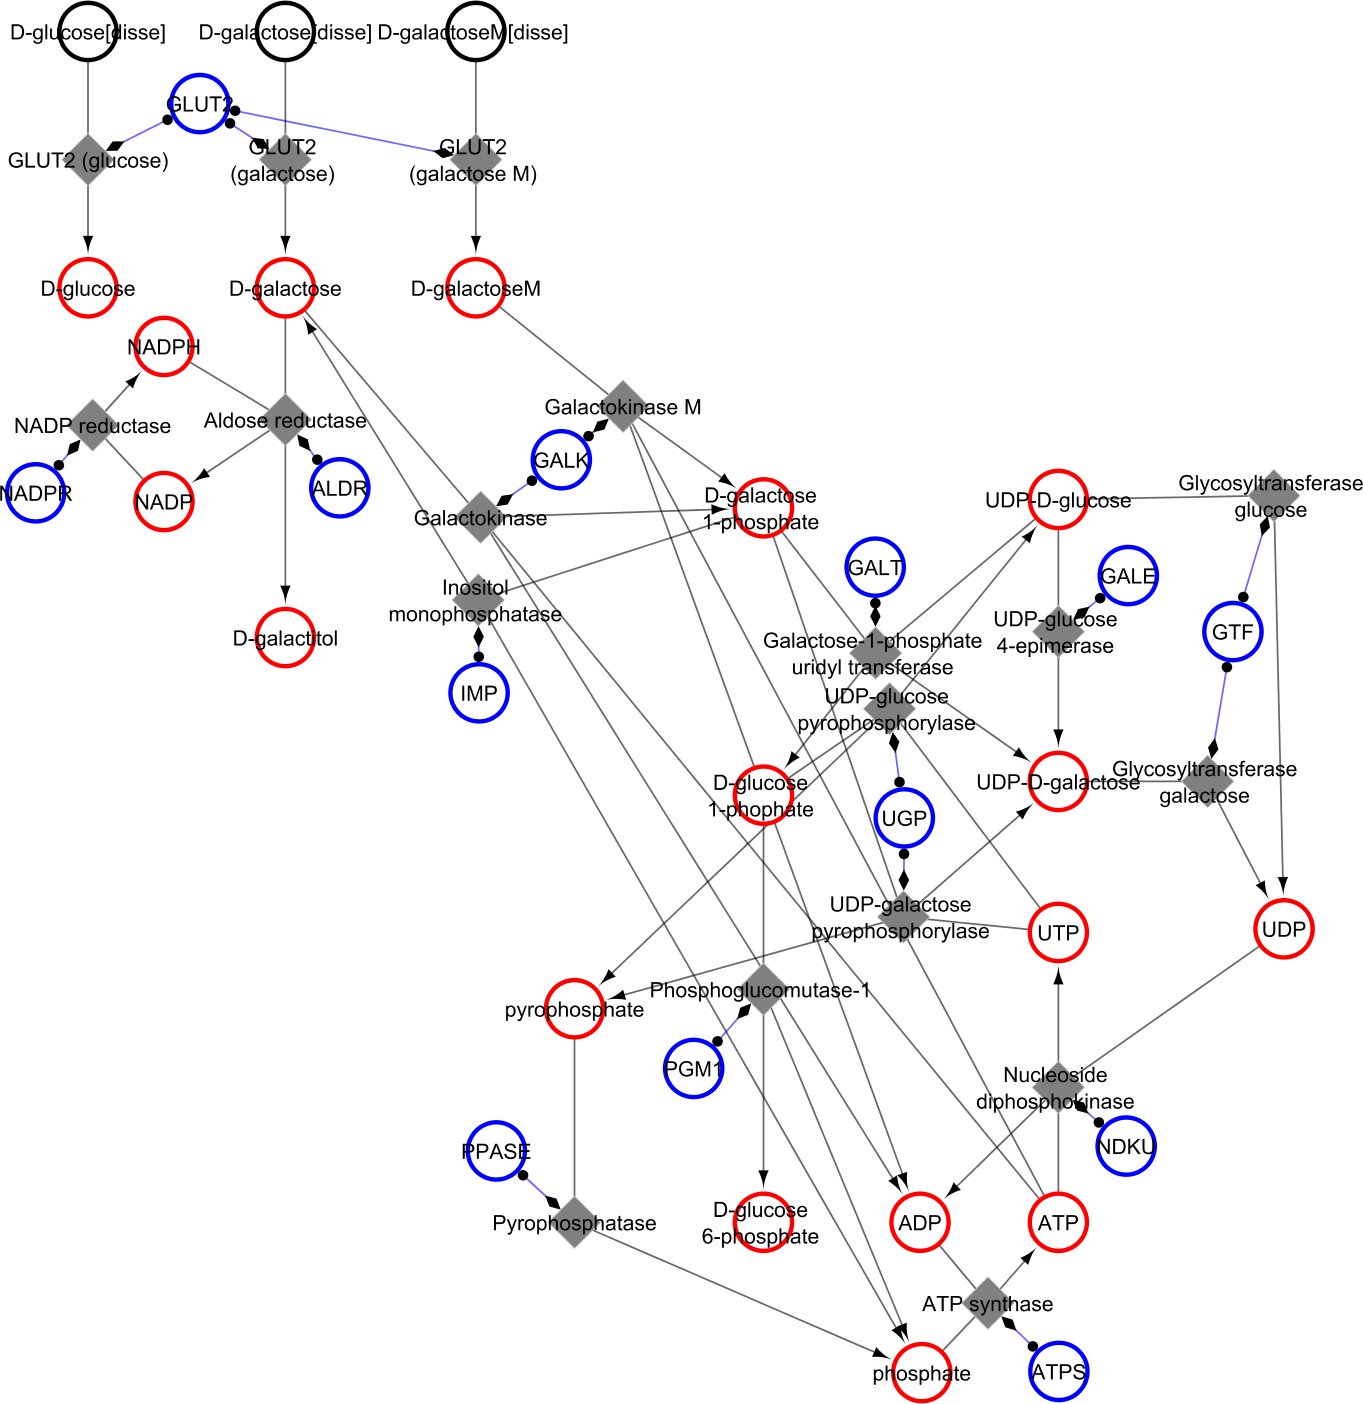 D-glucose[disse]
D-galactose[disse]
D-galactoseM[disse]
GLUT2
GLUT2 (glucose)
GLUT2
(galactose)
GLUT2
(galactose M)
D-glucose
D-galactose
D-galactoseM
NADPH
NADP reductase
Aldose reductase
NADPR
NADP
ALDR
D-galactitol
Galactokinase M
GALK
Galactokinase
D-galactose
1-phosphate
Inositol
monophosphatase
IMP
GALT
Galactose-1-phosphate
uridyl transferase
UDP-D-glucose
Glycosyltransferase
glucose
GALE
UDP-glucose
4-epimerase
GTF
UDP-glucose
pyrophosphorylase
D-glucose
1-phophate
UDP-D-galactose
Glycosyltransferase
galactose
UGP
UDP-galactose
pyrophosphorylase
UTP
UDP
pyrophosphate
Phosphoglucomutase-1
PGM1
Nucleoside
diphosphokinase
NDKU
PPASE
Pyrophosphatase
D-glucose
6-phosphate
ADP
ATP
ATP synthase
phosphate
ATPS